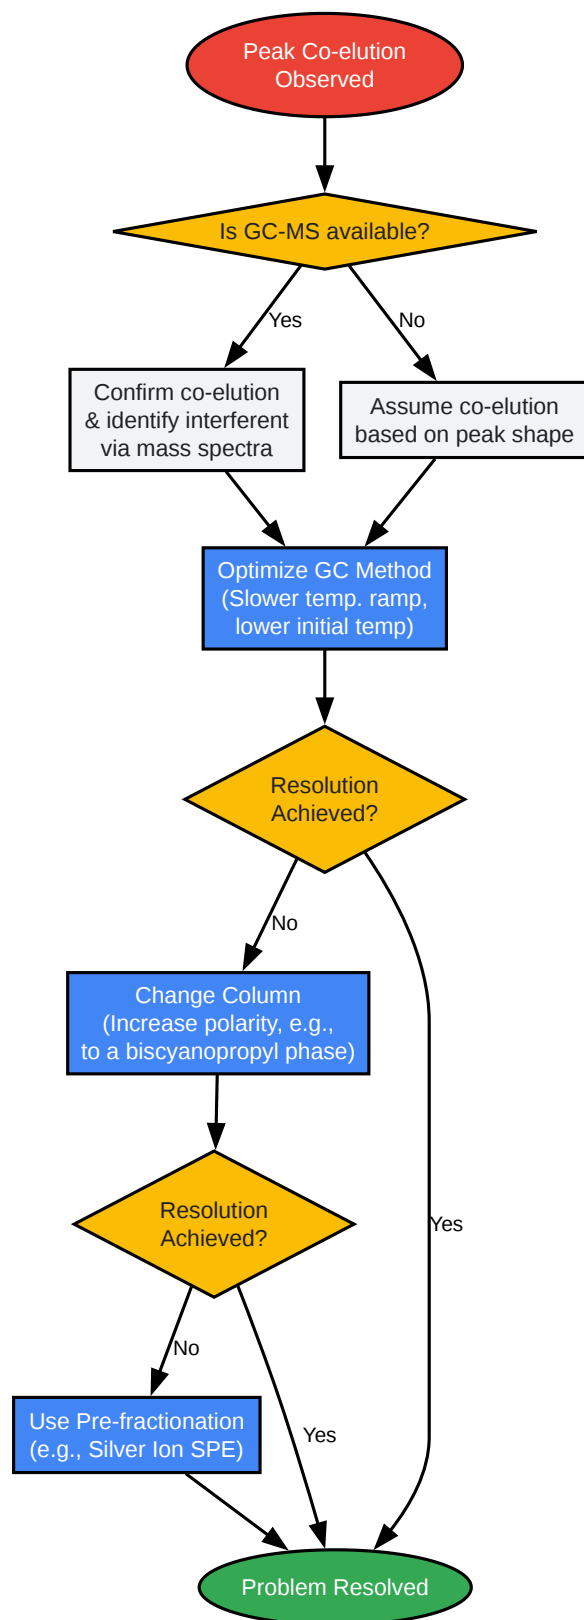 Peak Co-elution
Observed
Is GC-MS available?
Yes
No
Confirm co-elution
& identify interferent
via mass spectra
Assume co-elution
based on peak shape
Optimize GC Method
(Slower temp. ramp,
lower initial temp)
Resolution
Achieved?
No
Change Column
(Increase polarity, e.g.,
to a biscyanopropyl phase)
Resolution
Achieved?
Yes
No
Use Pre-fractionation
(e.g., Silver Ion SPE)
Yes
Problem Resolved